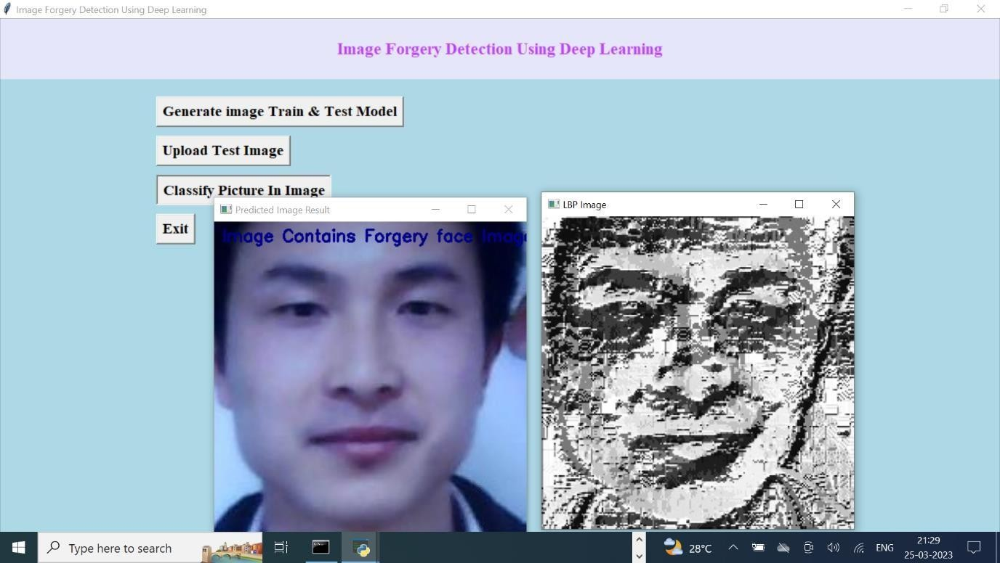 Image Forgery Detection Using Deep Learning
Image Forgery Detection Using Deep Learning
Generate image Train & Test Model
Upload Test Image
Classify Picture In Image
Exit
Predicted Image Result
Image Contains Forgery face Imag
LBP Image
Type here to search
28°C
ENG
21:29
25-03-2023